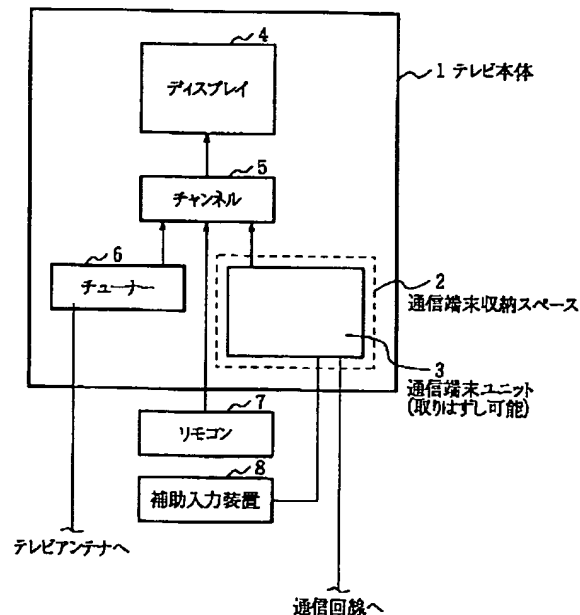 4
ディスプレイ
1 テレビ本体
5
チャンネル
6
チューナー
2
通信端末収納スペース
3
通信端末ユニット
(取りはずし可能)
7
リモコン
8
補助入力装置
テレビアンテナへ
通信回線へ